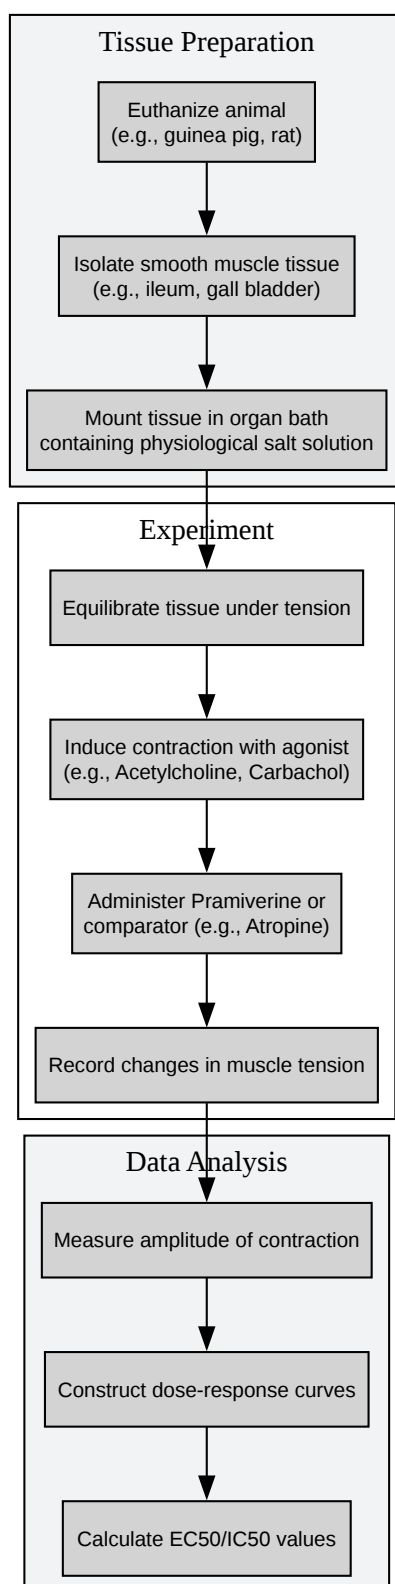 Tissue Preparation
Euthanize animal
(e.g., guinea pig, rat)
Isolate smooth muscle tissue
(e.g., ileum, gall bladder)
Mount tissue in organ bath
containing physiological salt solution
Experiment
Equilibrate tissue under tension
Induce contraction with agonist
(e.g., Acetylcholine, Carbachol)
Administer Pramiverine or
comparator (e.g., Atropine)
Record changes in muscle tension
Data Analysis
Measure amplitude of contraction
Construct dose-response curves
Calculate EC50/IC50 values